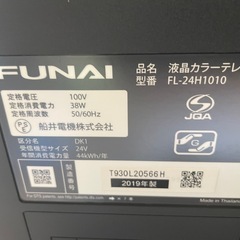 FUNAI
液晶カラーテレ
型番 FL-24H1010
定格電圧 : 100V
定格消費電力 : 38W
定格周波数 : 50/60Hz
船井電機株式会社
JQA
区分名 : DK1
受信機型サイズ : 24V
年間消費電力量 : 44kWh/年
T930L20566H
2019年製
Made in Thailand